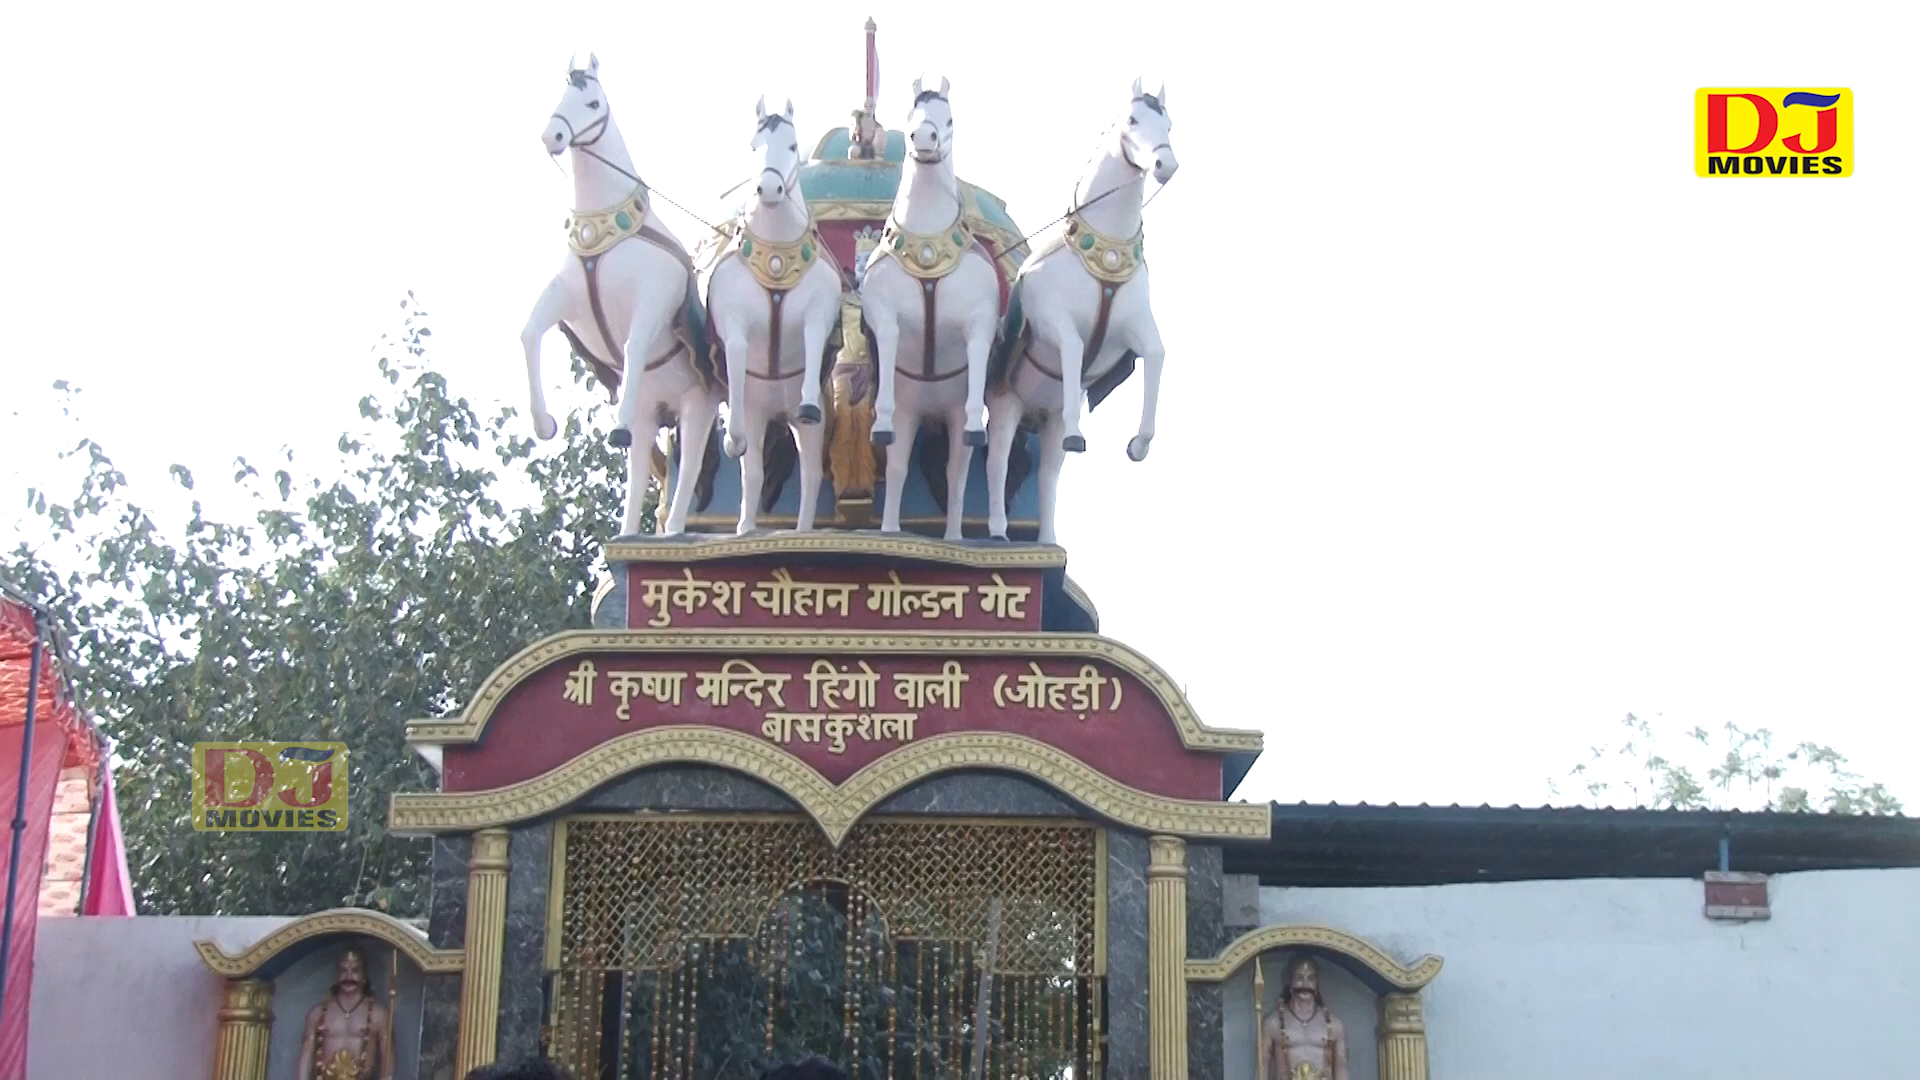 DJ
MOVIES
मुकेश चौहान गोल्डन गेट
श्री कृष्ण मन्दिर हिंगो वाली (जोहड़ी)
बासकुशला
DJ
MOVIES